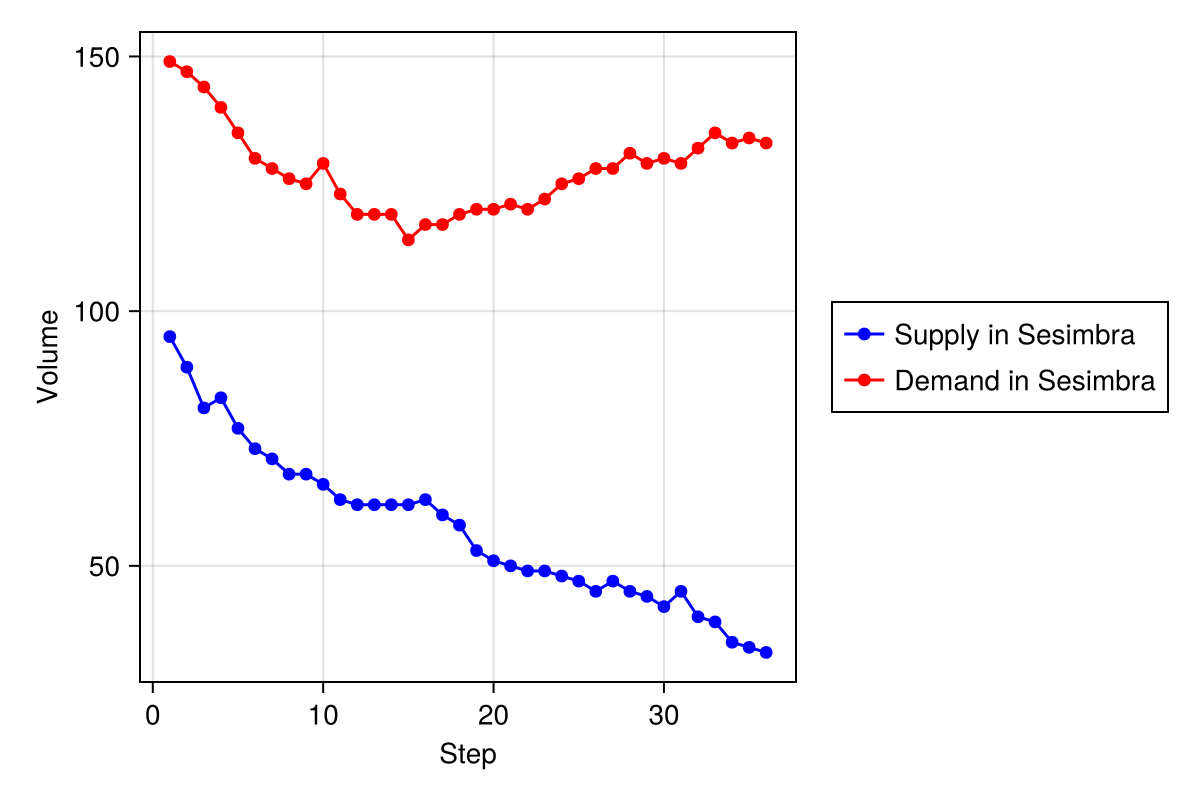 150
100
50
Volume
0 10 20 30
Step
Supply in Sesimbra
Demand in Sesimbra